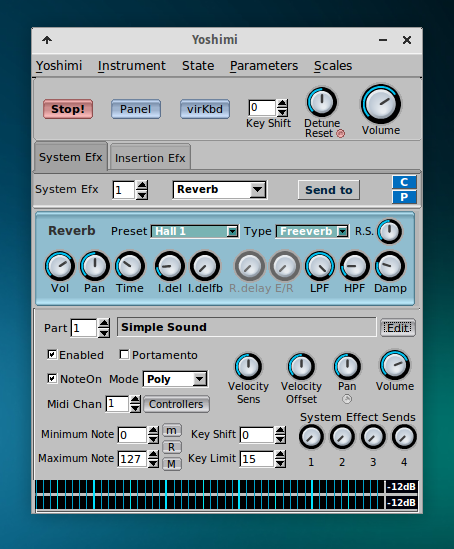 Yoshimi
Yoshimi Instrument State Parameters Scales
Stop! Panel virKbd 0 Key Shift Detune Reset Volume
System Efx Insertion Efx
System Efx 1 Reverb Send to C P
Reverb Preset Hall 1 Type Freeverb R.S.
Vol Pan Time I.del I.delfb R.delay E/R LPF HPF Damp
Part 1 Simple Sound Edit
Enabled Portamento
NoteOn Mode Poly
Velocity Sens Velocity Offset Pan Volume
Midi Chan 1 Controllers
System Effect Sends
Minimum Note 0 m Key Shift 0
R
Maximum Note 127 M Key Limit 15 1 2 3 4
-12dB
-12dB